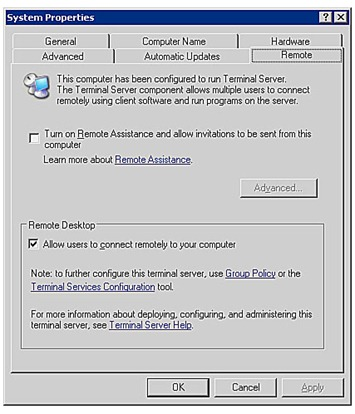 System Properties
General
Computer Name
Hardware
Advanced
Automatic Updates
Remote
This computer has been configured to run Terminal Server.
The Terminal Server component allows multiple users to connect
remotely using client software and run programs on the server.
Turn on Remote Assistance and allow invitations to be sent from this
computer
Learn more about Remote Assistance.
Advanced...
Remote Desktop
Allow users to connect remotely to your computer
Note: to further configure this terminal server, use Group Policy or the
Terminal Services Configuration tool.
For more information about deploying, configuring, and administering this
terminal server, see Terminal Server Help.
OK
Cancel
Apply